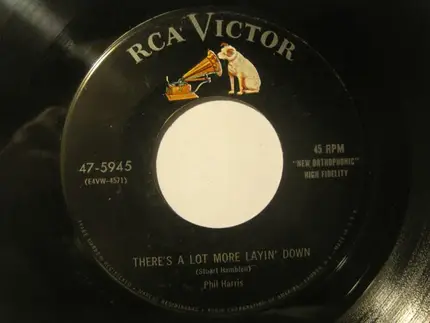 RCA VICTOR
47-5945
(E4VW-4571)
45 RPM
"NEW ORTHOPHONIC"
HIGH FIDELITY
THERE'S A LOT MORE LAYIN' DOWN
(Stuart Hamblen)
Phil Harris